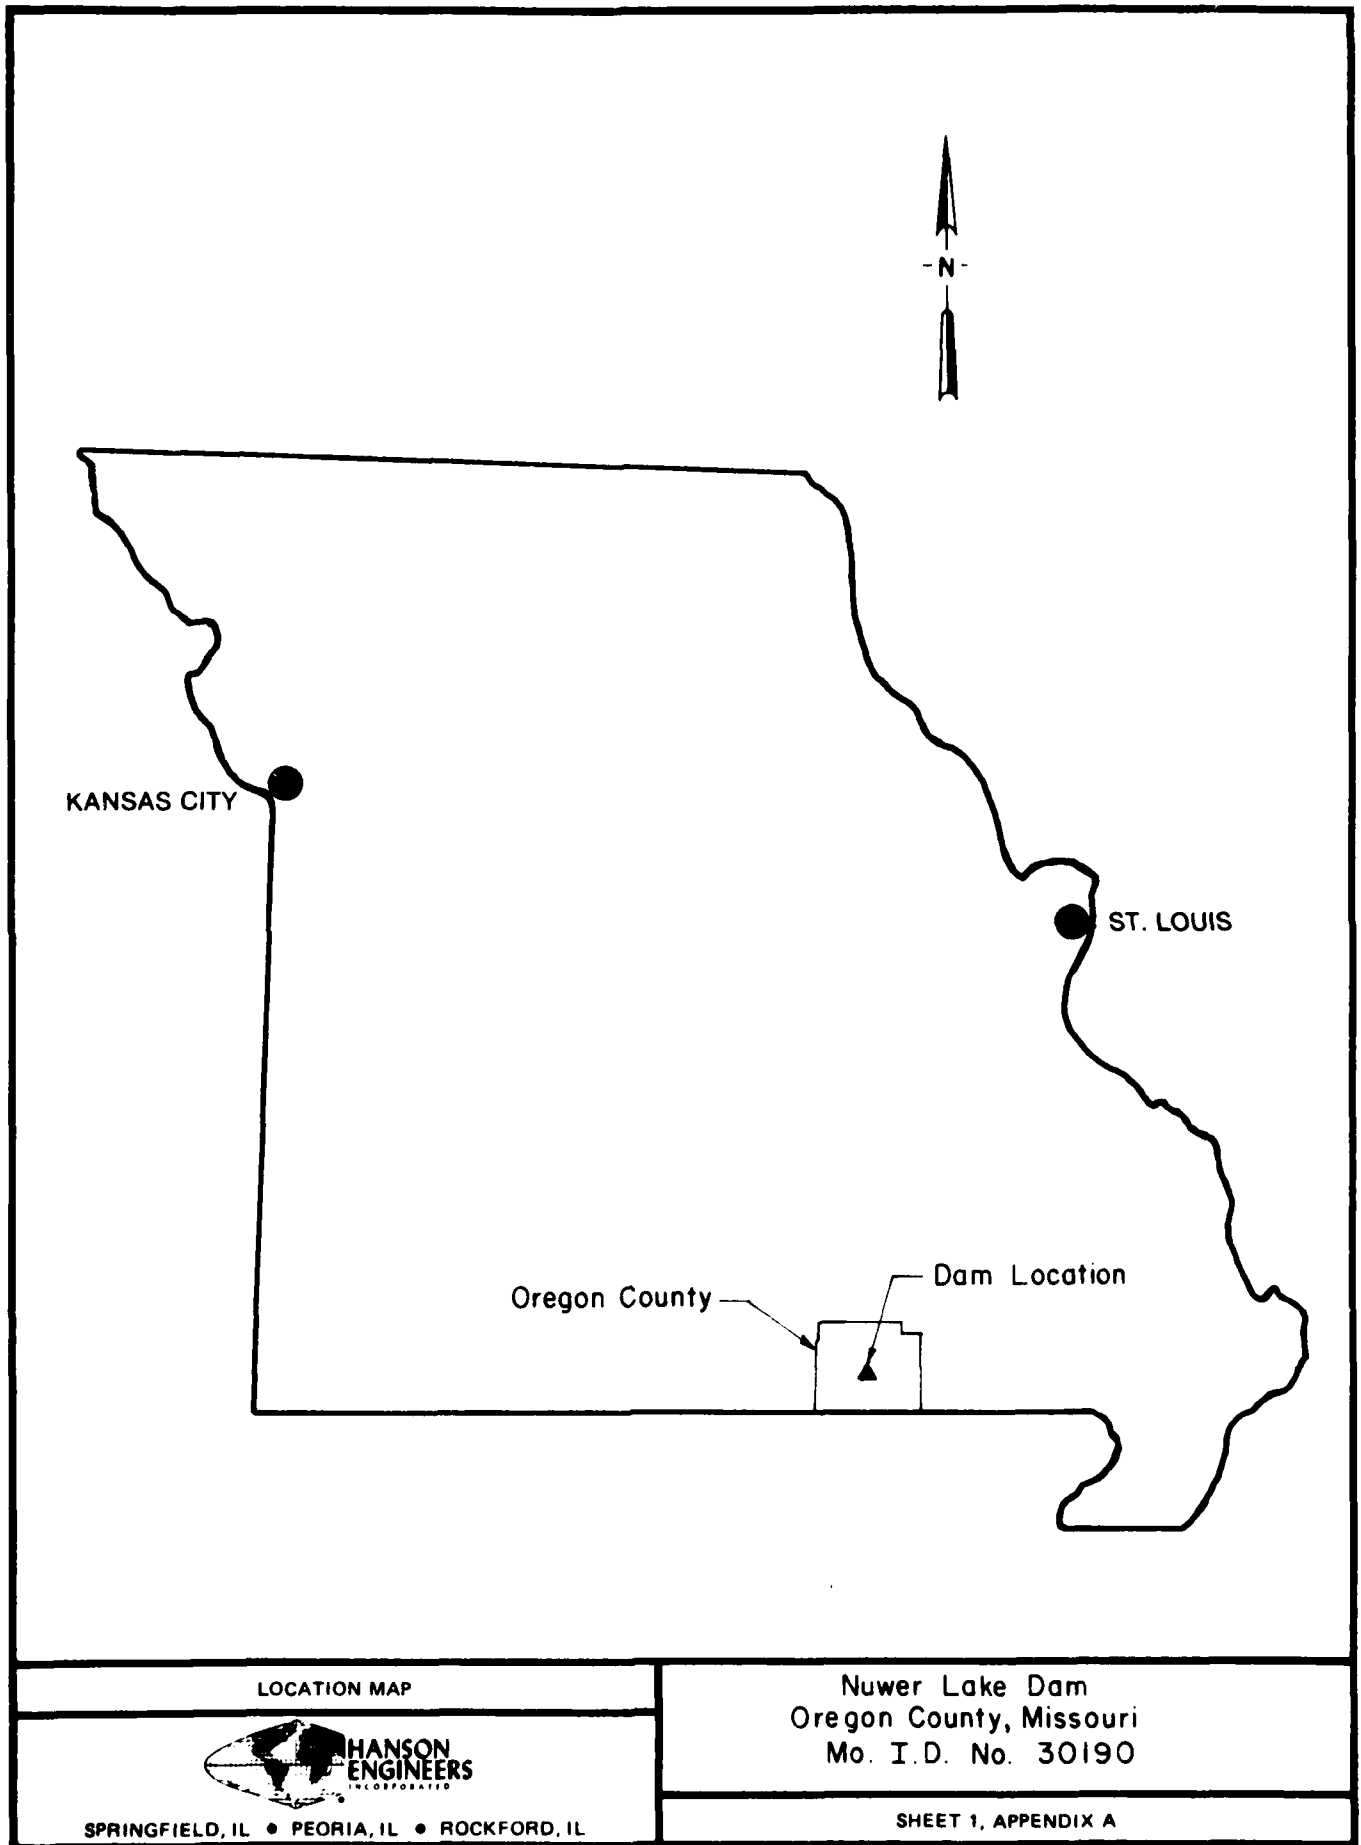 -N-
KANSAS CITY
ST. LOUIS
Dam Location
Oregon County
LOCATION MAP
HANSON
ENGINEERS
INCORPORATED
SPRINGFIELD, IL ● PEORIA, IL ● ROCKFORD, IL
Nuwer Lake Dam
Oregon County, Missouri
Mo. I.D. No. 30190
SHEET 1, APPENDIX A